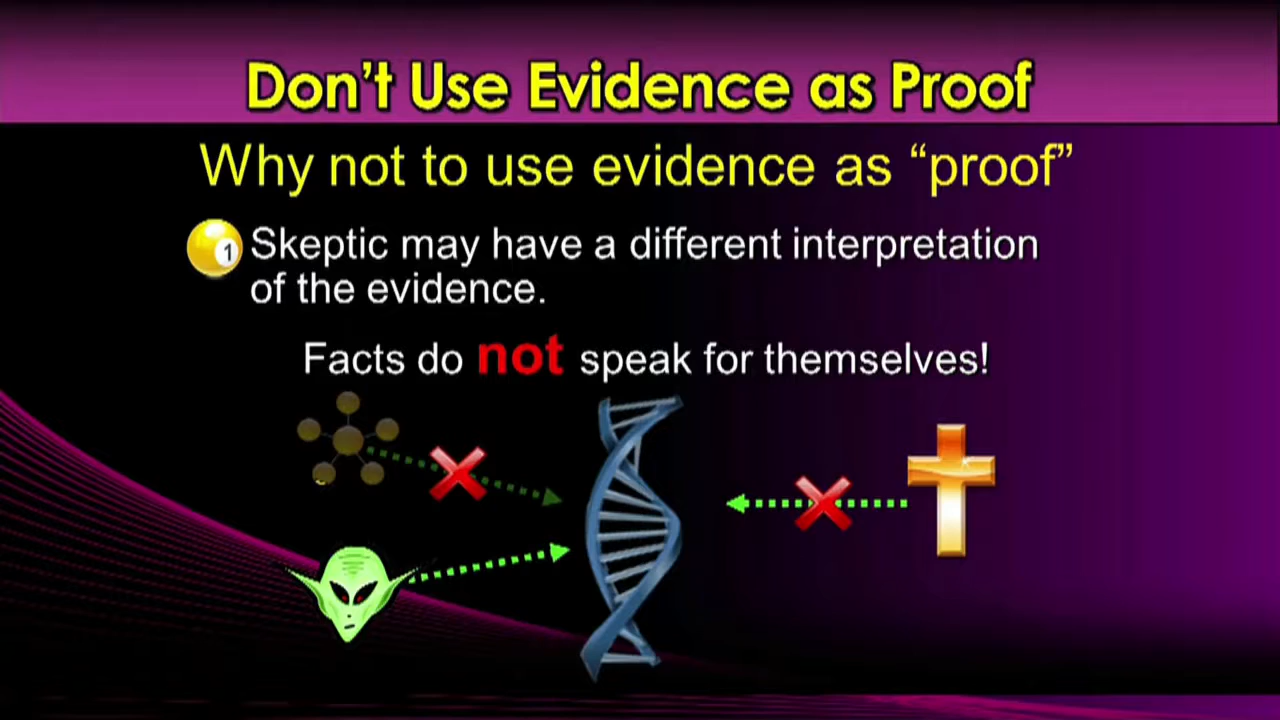 Don't Use Evidence as Proof
Why not to use evidence as “proof”
1 Skeptic may have a different interpretation
of the evidence.
Facts do not speak for themselves!